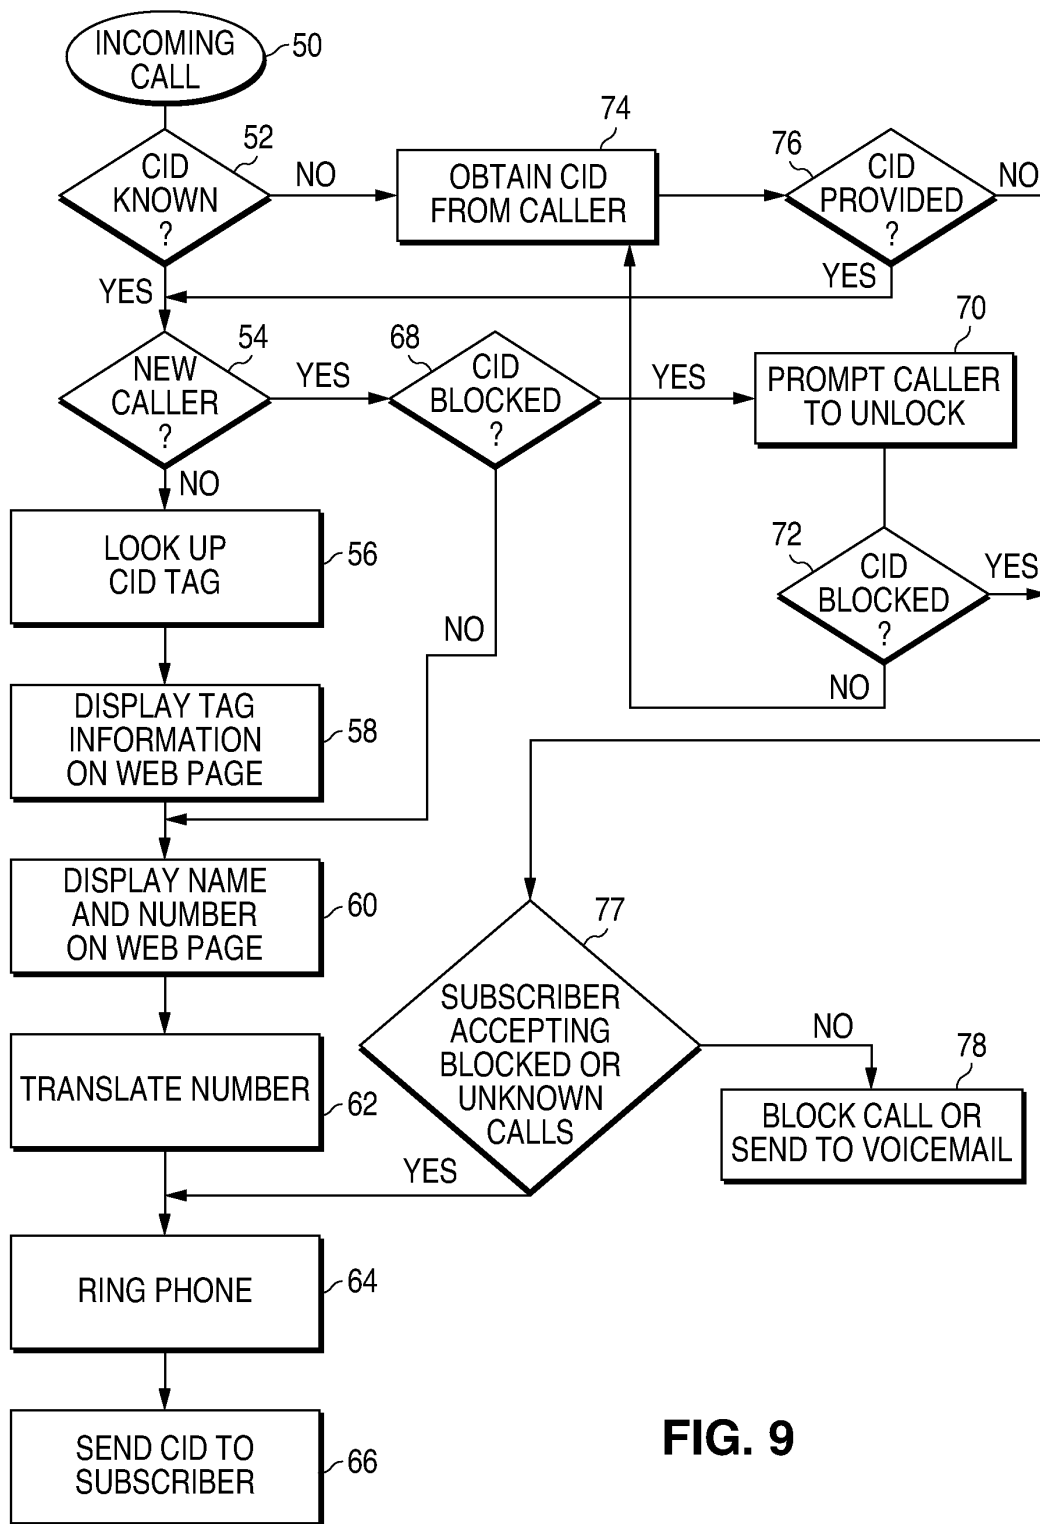 INCOMING
CALL
50
CID
KNOWN
?
52
NO
YES
OBTAIN CID
FROM CALLER
74
CID
PROVIDED
?
76
NO
YES
NEW
CALLER
?
54
YES
NO
CID
BLOCKED
?
68
YES
NO
PROMPT CALLER
TO UNLOCK
70
CID
BLOCKED
?
72
YES
NO
LOOK UP
CID TAG
56
DISPLAY TAG
INFORMATION
ON WEB PAGE
58
DISPLAY NAME
AND NUMBER
ON WEB PAGE
60
TRANSLATE NUMBER
62
SUBSCRIBER
ACCEPTING
BLOCKED OR
UNKNOWN
CALLS
77
NO
YES
BLOCK CALL OR
SEND TO VOICEMAIL
78
RING PHONE
64
SEND CID TO
SUBSCRIBER
66
FIG. 9